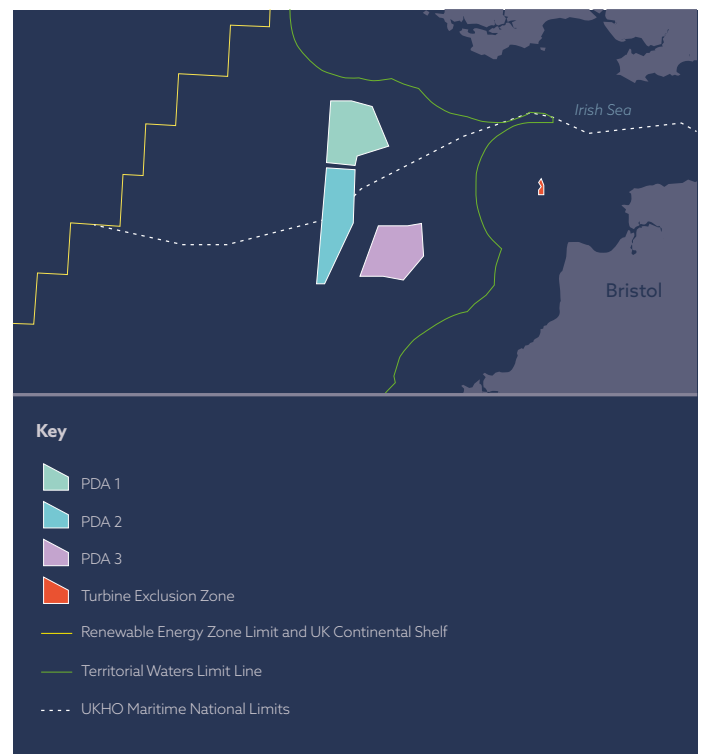 Irish Sea
Bristol
Key
PDA 1
PDA 2
PDA 3
Turbine Exclusion Zone
Renewable Energy Zone Limit and UK Continental Shelf
Territorial Waters Limit Line
UKHO Maritime National Limits